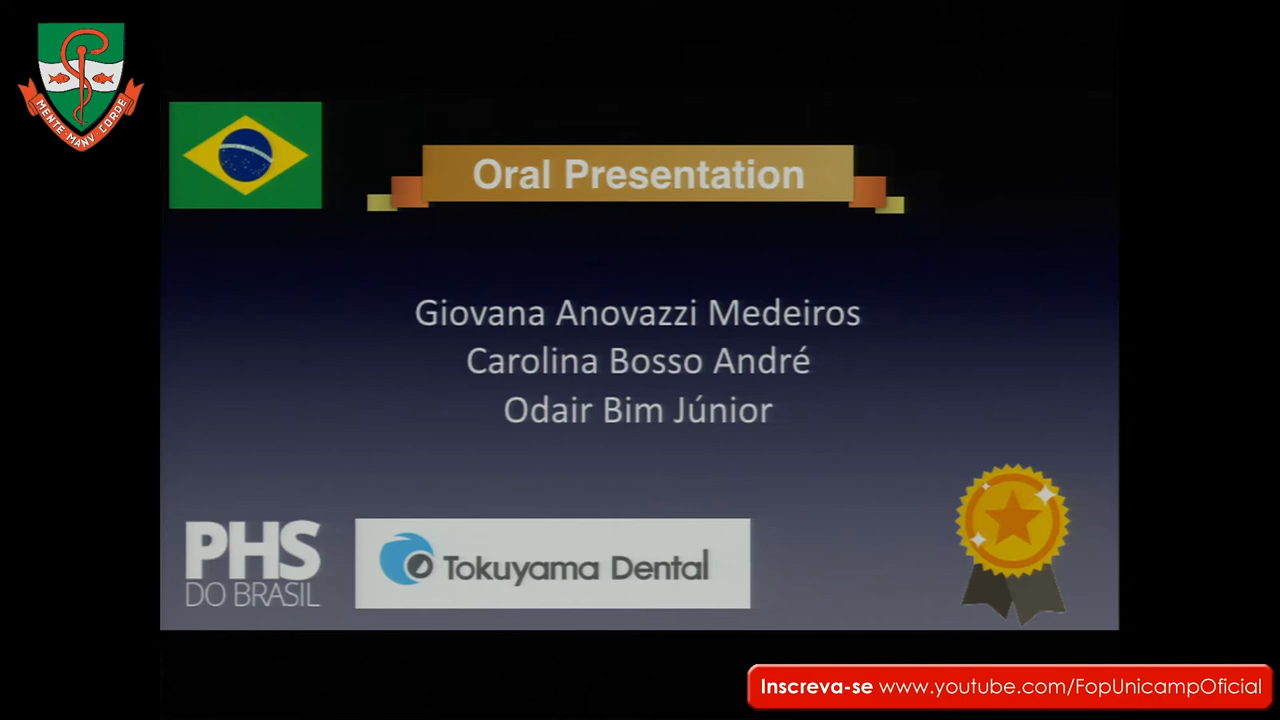 MENTE MANV CORDE
Oral Presentation
Giovana Anovazzi Medeiros
Carolina Bosso André
Odair Bim Júnior
PHS
DO BRASIL
Tokuyama Dental
Inscreva-se www.youtube.com/FopUnicampOficial